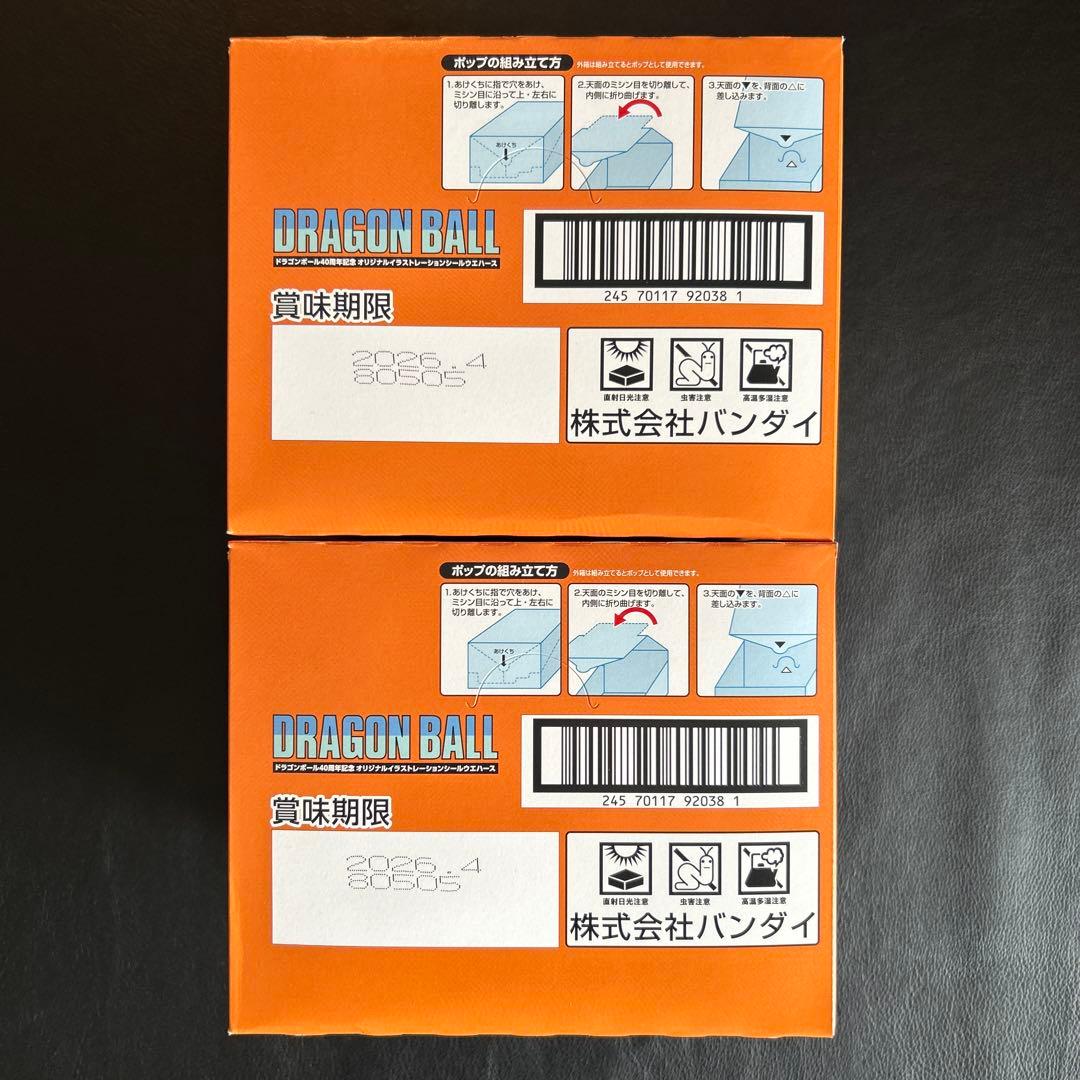 ポップの組み立て方 外箱は組み立てるとポップとして使用できます。
1.あけくちに指で穴をあけ、
ミシン目に沿って上・左右に
切り離します。
あけくち
2.天面のミシン目を切り離して、
内側に折り曲げます。
3.天面の▼を、背面の△に
差し込みます。
DRAGON BALL
ドラゴンボール40周年記念 オリジナルイラストレーションシールウエハース
245 70117 92038 1
賞味期限
2026.4
80505
直射日光注意
虫害注意
高温多湿注意
株式会社バンダイ
ポップの組み立て方 外箱は組み立てるとポップとして使用できます。
1.あけくちに指で穴をあけ、
ミシン目に沿って上・左右に
切り離します。
あけくち
2.天面のミシン目を切り離して、
内側に折り曲げます。
3.天面の▼を、背面の△に
差し込みます。
DRAGON BALL
ドラゴンボール40周年記念 オリジナルイラストレーションシールウエハース
245 70117 92038 1
賞味期限
2026.4
80505
直射日光注意
虫害注意
高温多湿注意
株式会社バンダイ